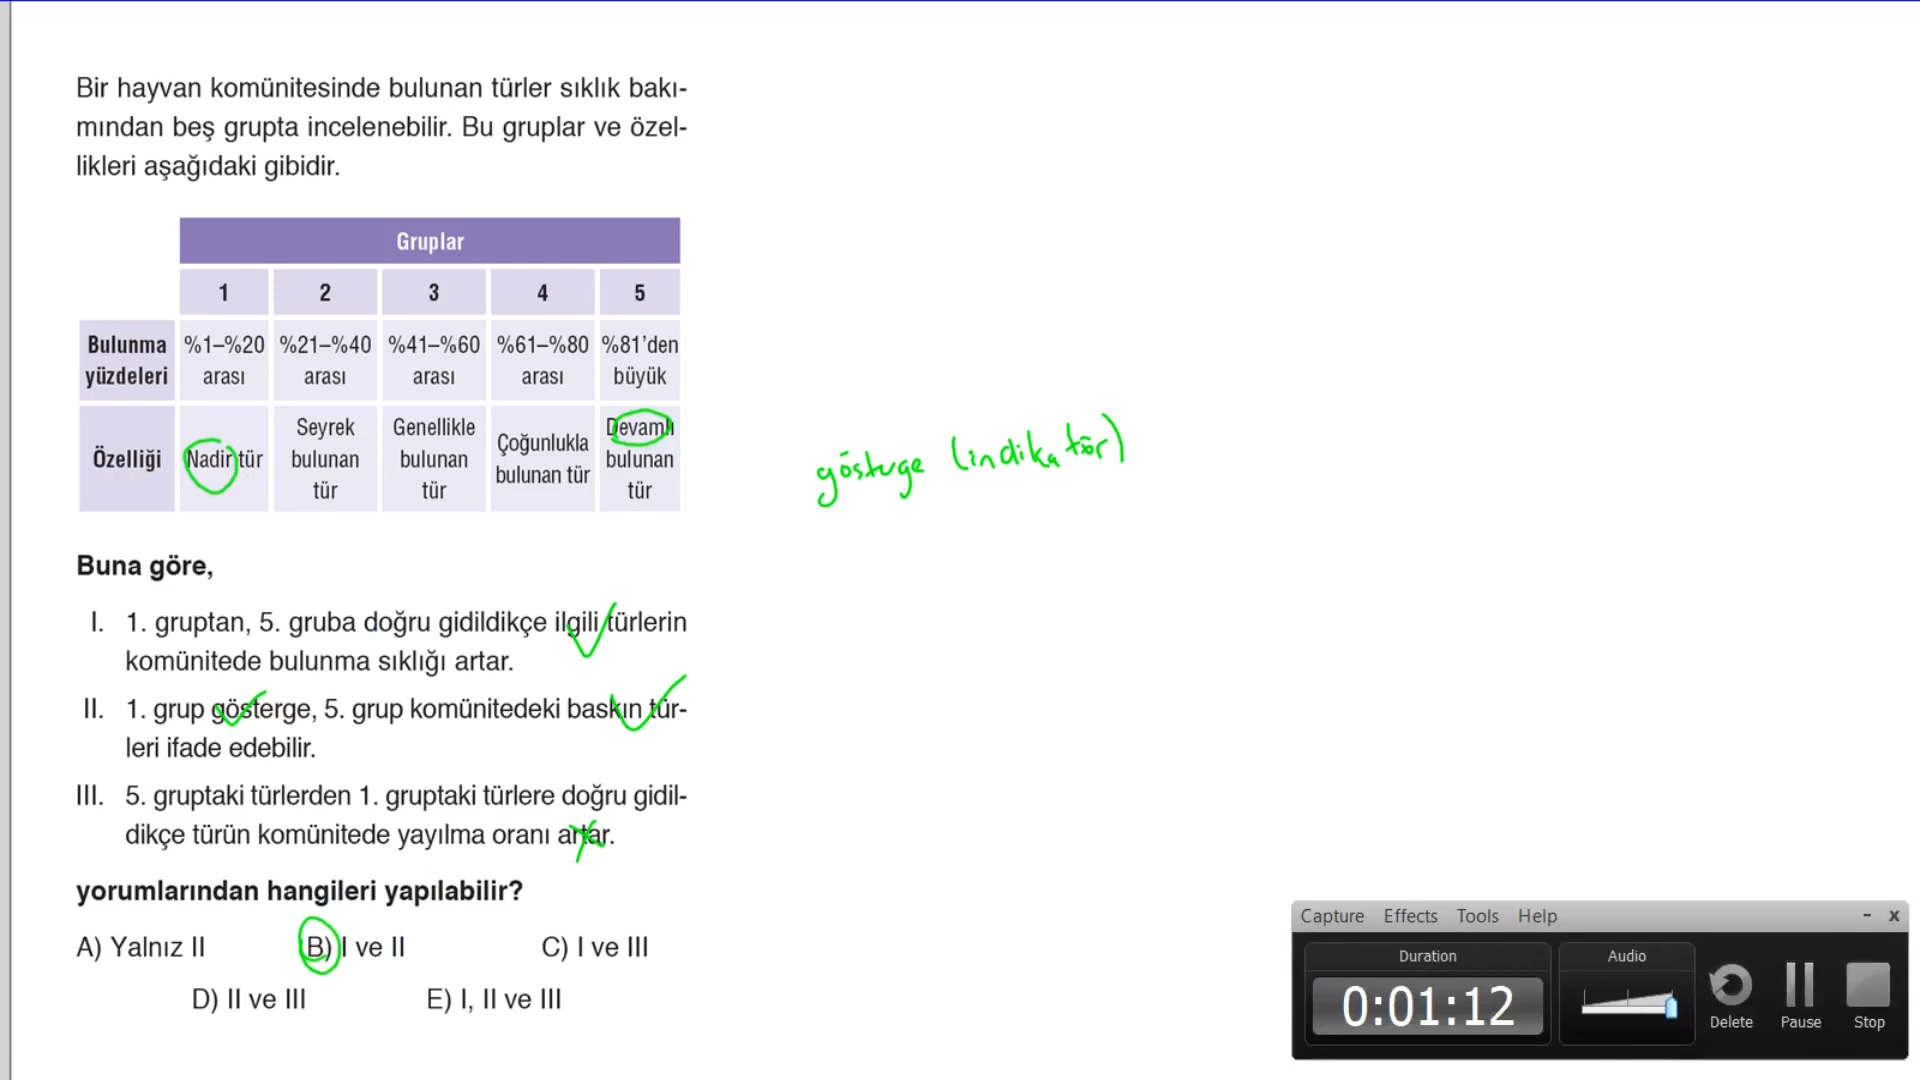 Bir hayvan komünitesinde bulunan türler sıklık bakı-
mından beş grupta incelenebilir. Bu gruplar ve özel-
likleri aşağıdaki gibidir.
Gruplar
1 2 3 4 5
Bulunma yüzdeleri %1–%20 arası %21–%40 arası %41–%60 arası %61–%80 arası %81'den büyük
Özelliği Nadir tür Seyrek bulunan tür Genellikle bulunan tür Çoğunlukla bulunan tür Devamlı bulunan tür
gösterge (indikatör)
Buna göre,
I. 1. gruptan, 5. gruba doğru gidildikçe ilgili türlerin
komünitede bulunma sıklığı artar.
II. 1. grup gösterge, 5. grup komünitedeki baskın tür-
leri ifade edebilir.
III. 5. gruptaki türlerden 1. gruptaki türlere doğru gidil-
dikçe türün komünitede yayılma oranı artar.
yorumlarından hangileri yapılabilir?
A) Yalnız II B) I ve II C) I ve III
D) II ve III E) I, II ve III
Capture Effects Tools Help - x
Duration Audio
0:01:12
Delete Pause Stop